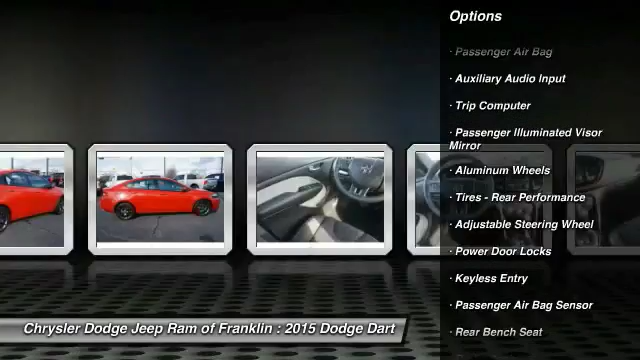 Options
· Passenger Air Bag
· Auxiliary Audio Input
· Trip Computer
· Passenger Illuminated Visor
Mirror
· Aluminum Wheels
· Tires - Rear Performance
· Adjustable Steering Wheel
· Power Door Locks
· Keyless Entry
· Passenger Air Bag Sensor
· Rear Bench Seat
Chrysler Dodge Jeep Ram of Franklin : 2015 Dodge Dart